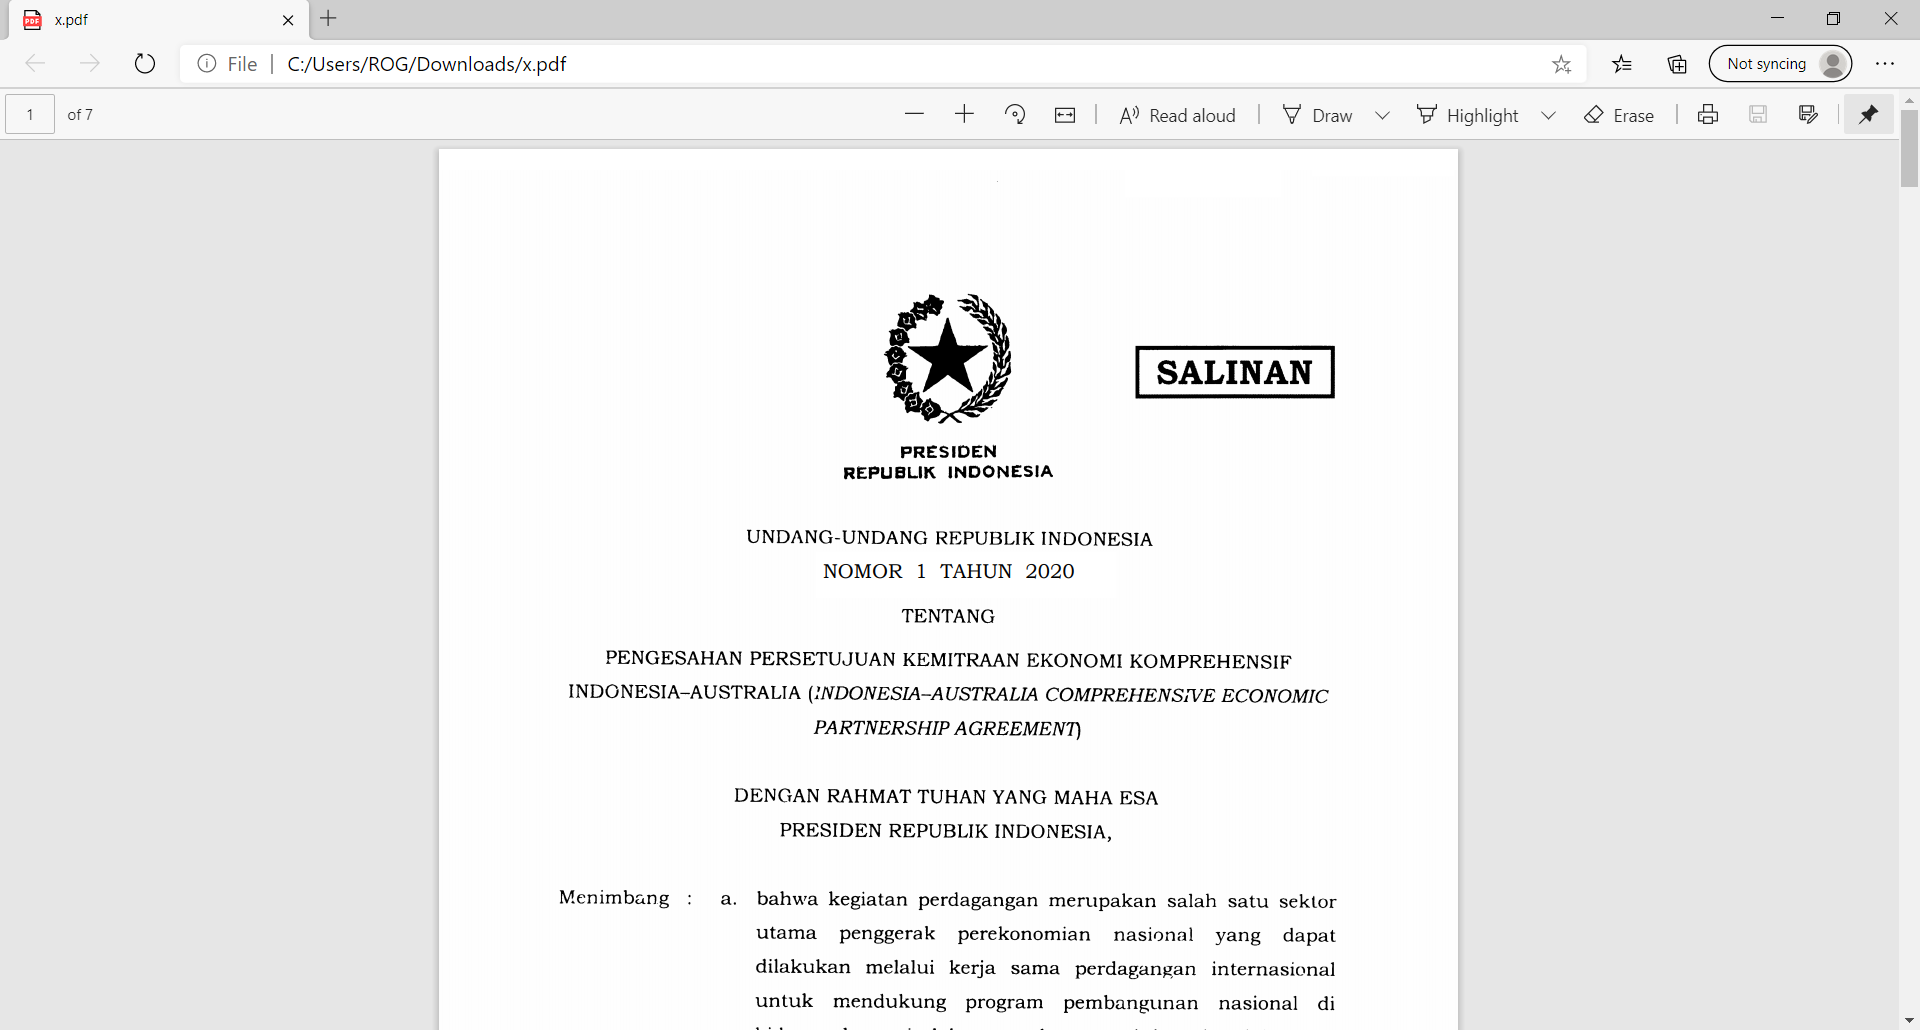 x.pdf
File
C:/Users/ROG/Downloads/x.pdf
Not syncing
1 of 7
Read aloud
Draw
Highlight
Erase
SALINAN
PRESIDEN
REPUBLIK INDONESIA
UNDANG-UNDANG REPUBLIK INDONESIA
NOMOR 1 TAHUN 2020
TENTANG
PENGESAHAN PERSETUJUAN KEMITRAAN EKONOMI KOMPREHENSIF
INDONESIA–AUSTRALIA (INDONESIA–AUSTRALIA COMPREHENSIVE ECONOMIC
PARTNERSHIP AGREEMENT)
DENGAN RAHMAT TUHAN YANG MAHA ESA
PRESIDEN REPUBLIK INDONESIA,
Menimbang : a. bahwa kegiatan perdagangan merupakan salah satu sektor
utama penggerak perekonomian nasional yang dapat
dilakukan melalui kerja sama perdagangan internasional
untuk mendukung program pembangunan nasional di